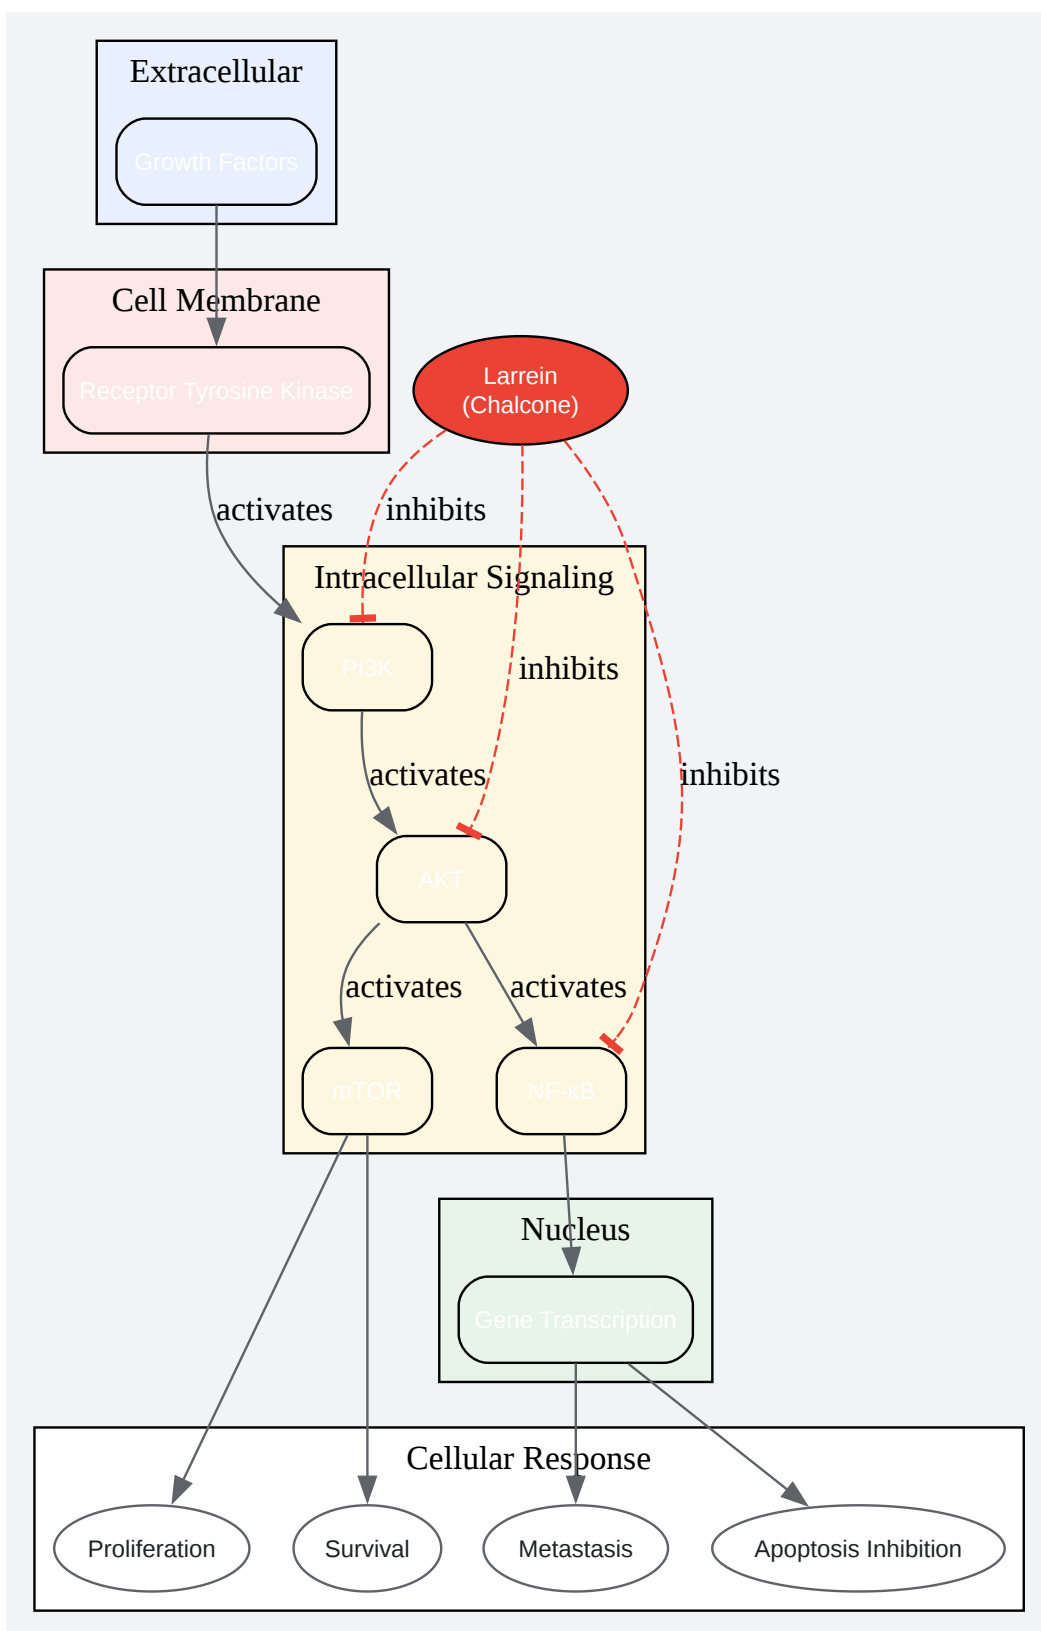 Extracellular
Growth Factors
Cell Membrane
Receptor Tyrosine Kinase
Larrein
(Chalcone)
activates
inhibits
Intracellular Signaling
PI3K
inhibits
activates
inhibits
AKT
activates
activates
mTOR
NF-κB
Nucleus
Gene Transcription
Cellular Response
Proliferation
Survival
Metastasis
Apoptosis Inhibition